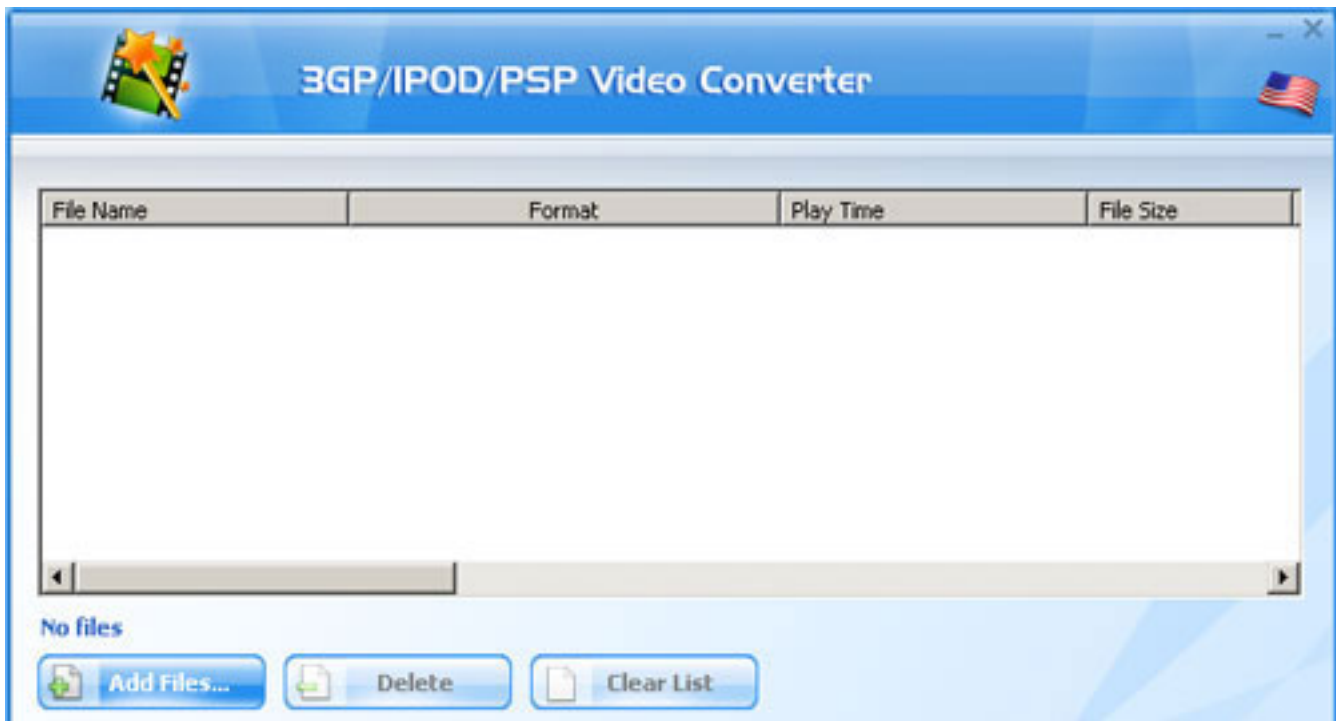 3GP/IPOD/PSP Video Converter
File Name Format Play Time File Size
No files
Add Files... Delete Clear List